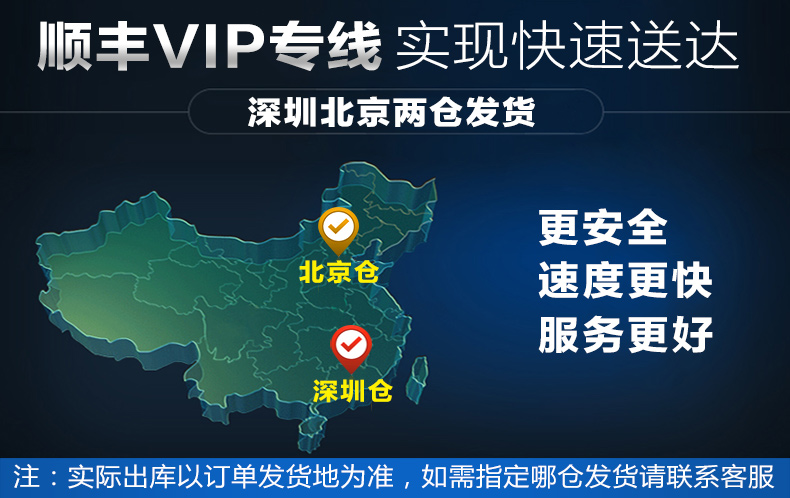 顺丰VIP专线 实现快速送达
深圳北京两仓发货
更安全
速度更快
服务更好
北京仓
深圳仓
注：实际出库以订单发货地为准，如需指定哪仓发货请联系客服